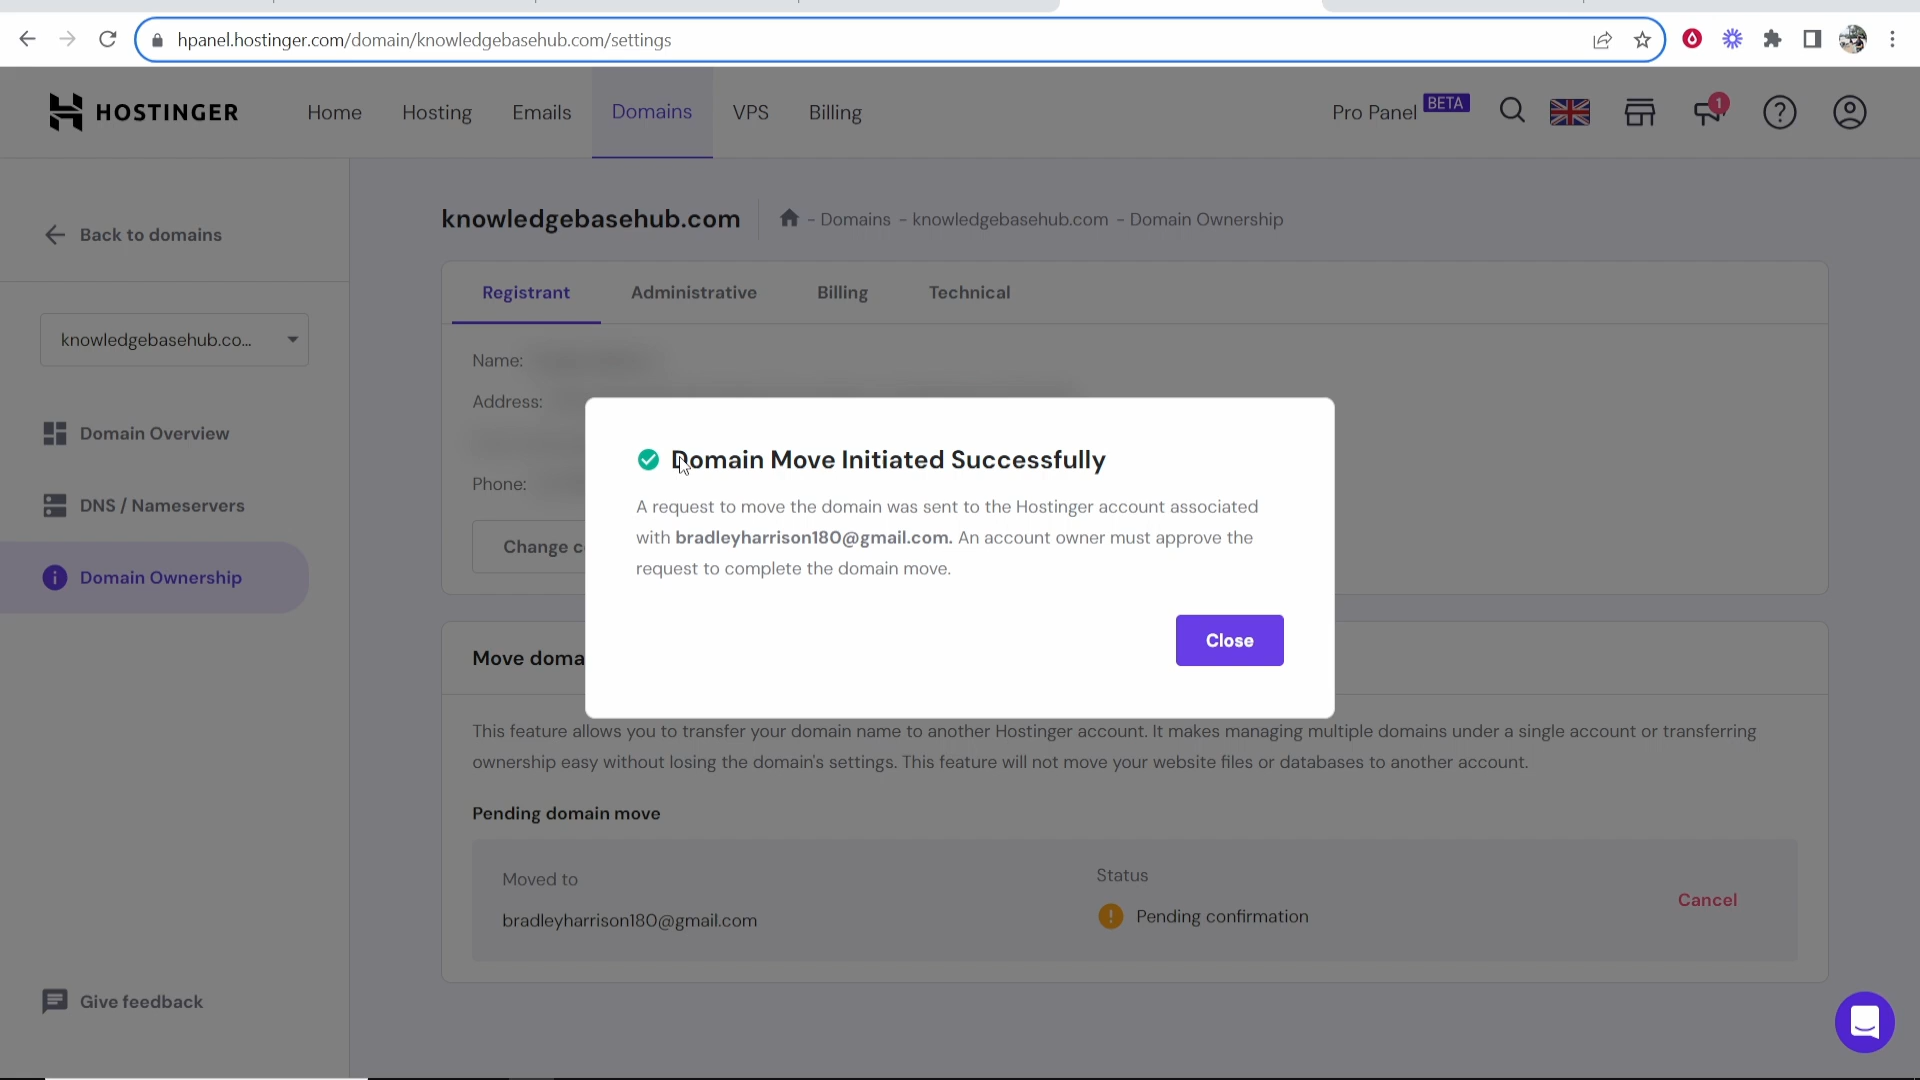 hpanel.hostinger.com/domain/knowledgebasehub.com/settings
HOSTINGER Home Hosting Emails Domains VPS Billing Pro Panel BETA 1
Back to domains
knowledgebasehub.com - Domains - knowledgebasehub.com - Domain Ownership
Registrant Administrative Billing Technical
knowledgebasehub.co...
Name:
Address:
Domain Overview
Phone:
DNS / Nameservers
Change c
Domain Ownership
Domain Move Initiated Successfully
A request to move the domain was sent to the Hostinger account associated
with bradleyharrison180@gmail.com. An account owner must approve the
request to complete the domain move.
Close
Move doma
This feature allows you to transfer your domain name to another Hostinger account. It makes managing multiple domains under a single account or transferring
ownership easy without losing the domain's settings. This feature will not move your website files or databases to another account.
Pending domain move
Moved to Status
bradleyharrison180@gmail.com Pending confirmation Cancel
Give feedback